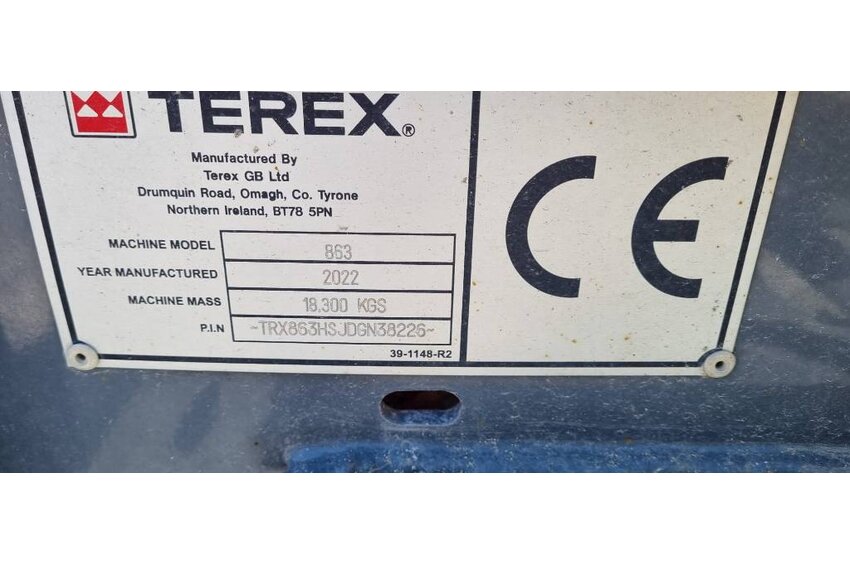 TEREX®
Manufactured By
Terex GB Ltd
Drumquin Road, Omagh, Co. Tyrone
Northern Ireland, BT78 5PN
MACHINE MODEL 863
YEAR MANUFACTURED 2022
MACHINE MASS 18,300 KGS
P.I.N ~TRX863HSJDGN38226~
39-1148-R2
CE